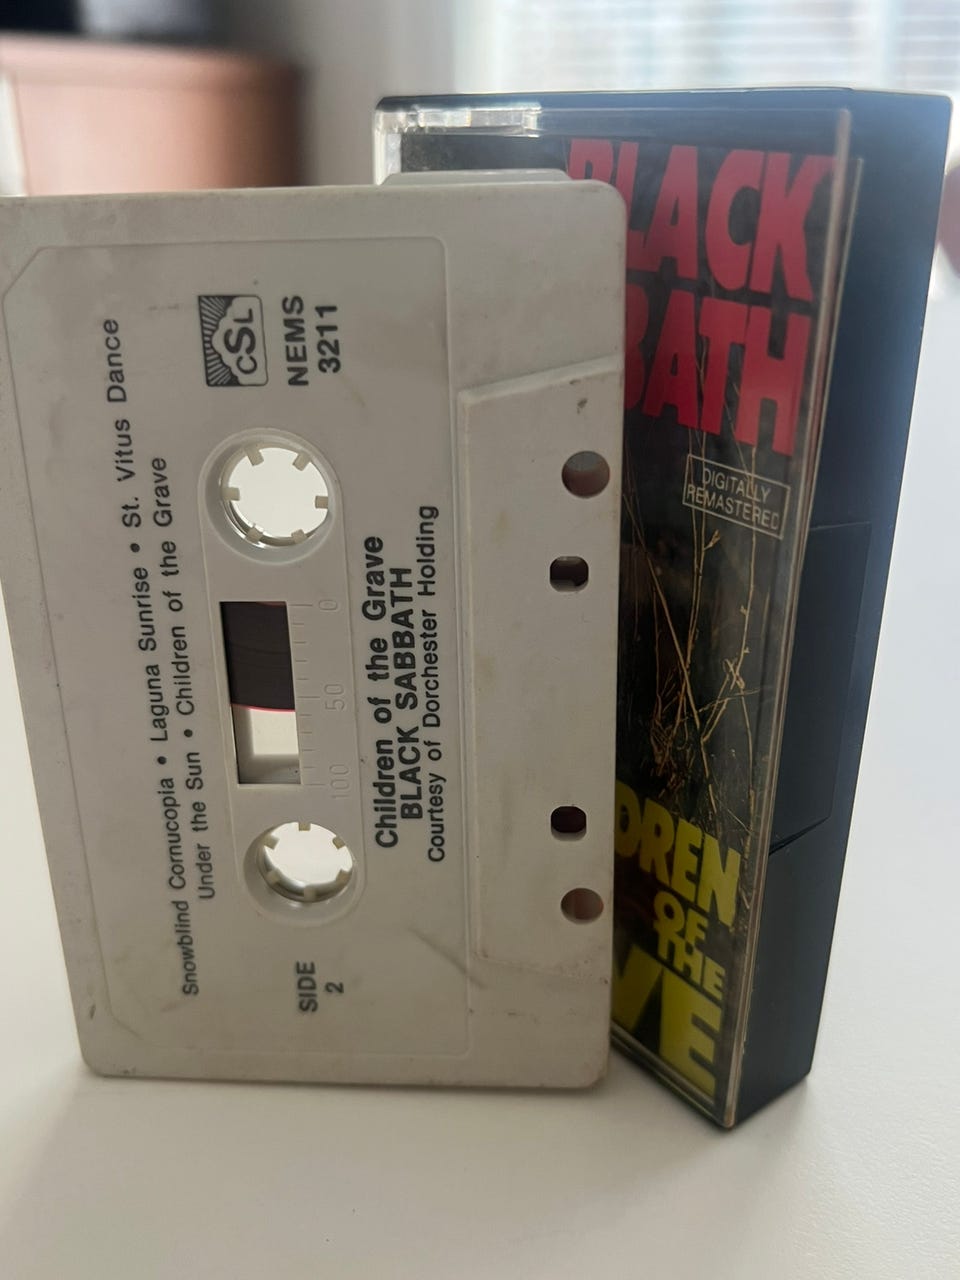 Snowblind Cornucopia • Laguna Sunrise • St. Vitus Dance
Under the Sun • Children of the Grave
CSL
NEMS
3211
0
50
100
SIDE
2
Children of the Grave
BLACK SABBATH
Courtesy of Dorchester Holding
BLACK
BATH
DIGITALLY
REMASTERED
DREN
OF
THE
VE